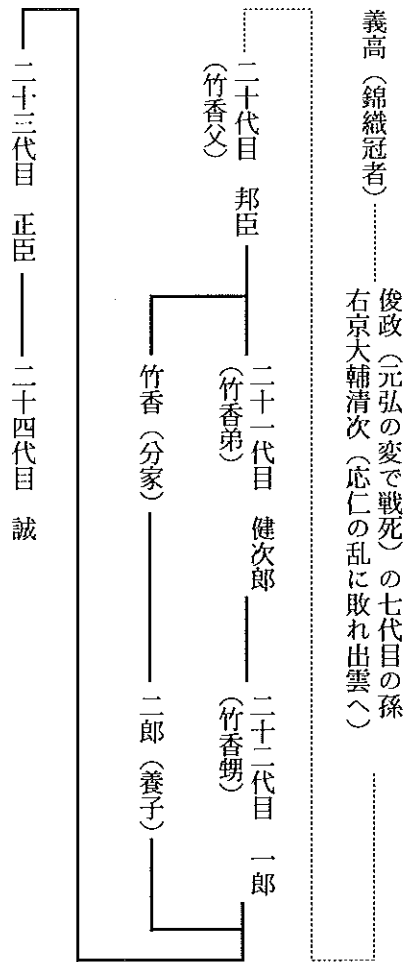 義高（錦織冠者）
俊政（元弘の変で戦死）の七代目の孫
右京大輔清次（応仁の乱に敗れ出雲へ）
二十代目　邦臣
（竹香父）
二十一代目　健次郎
（竹香弟）
二十二代目　一郎
（竹香甥）
竹香（分家）
二郎（養子）
二十三代目　正臣
二十四代目　誠